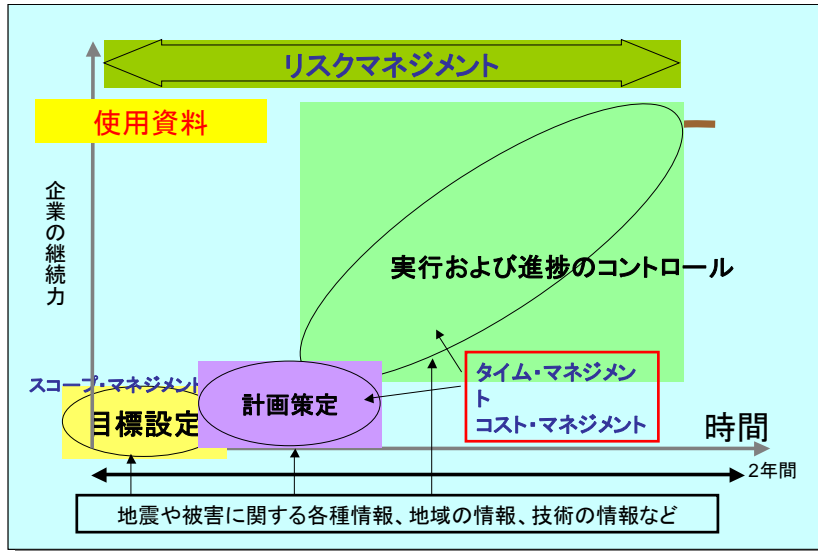 リスクマネジメント
使用資料
企業の継続力
実行および進捗のコントロール
スコープ・マネジメント
目標設定
計画策定
タイム・マネジメン
ト
コスト・マネジメント
時間
2年間
地震や被害に関する各種情報、地域の情報、技術の情報など